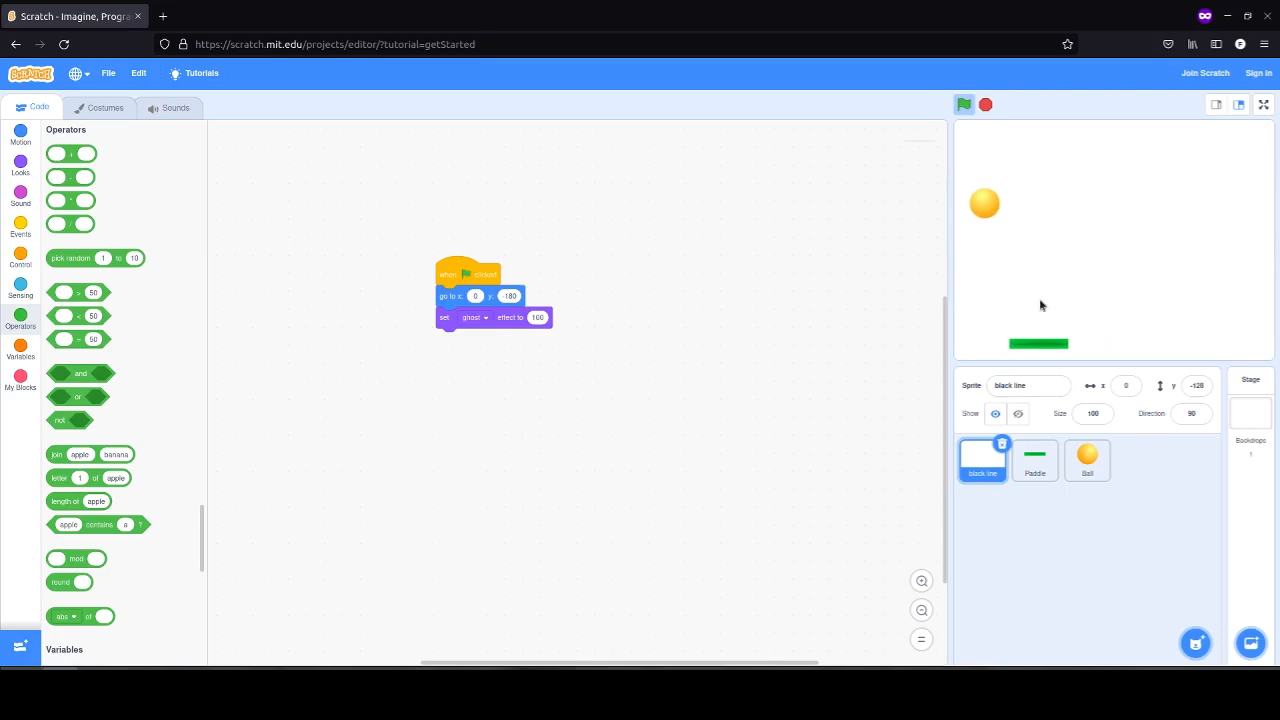 Scratch - Imagine, Progra
https://scratch.mit.edu/projects/editor/?tutorial=getStarted
SCRATCH
File
Edit
Tutorials
Join Scratch
Sign in
Code
Costumes
Sounds
Motion
Looks
Sound
Events
Control
Sensing
Operators
Variables
My Blocks
Operators
+
-
*
/
pick random 1 to 10
> 50
< 50
= 50
and
or
not
join apple banana
letter 1 of apple
length of apple
apple contains a ?
mod
round
abs of
Variables
when clicked
go to x: 0 y: -180
set ghost effect to 100
Sprite black line x 0 y -128
Show Size 100 Direction 90
black line
Paddle
Ball
Stage
Backdrops
1